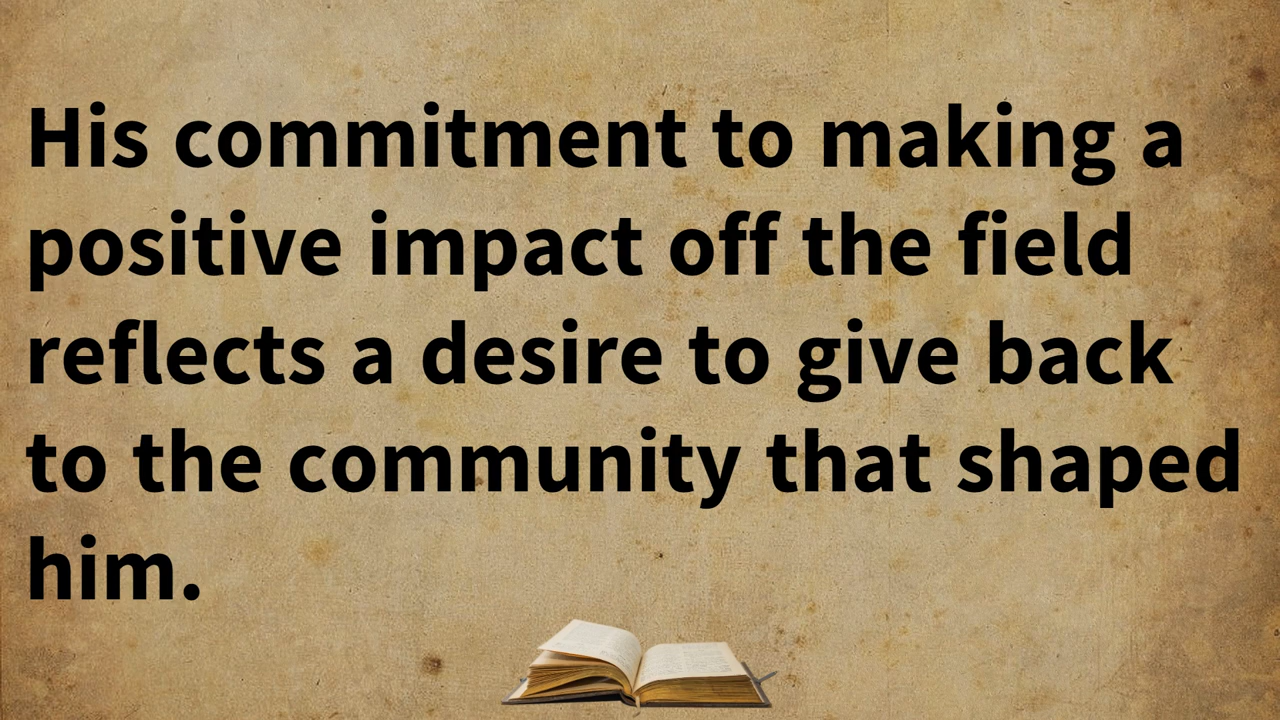 His commitment to making a
positive impact off the field
reflects a desire to give back
to the community that shaped
him.